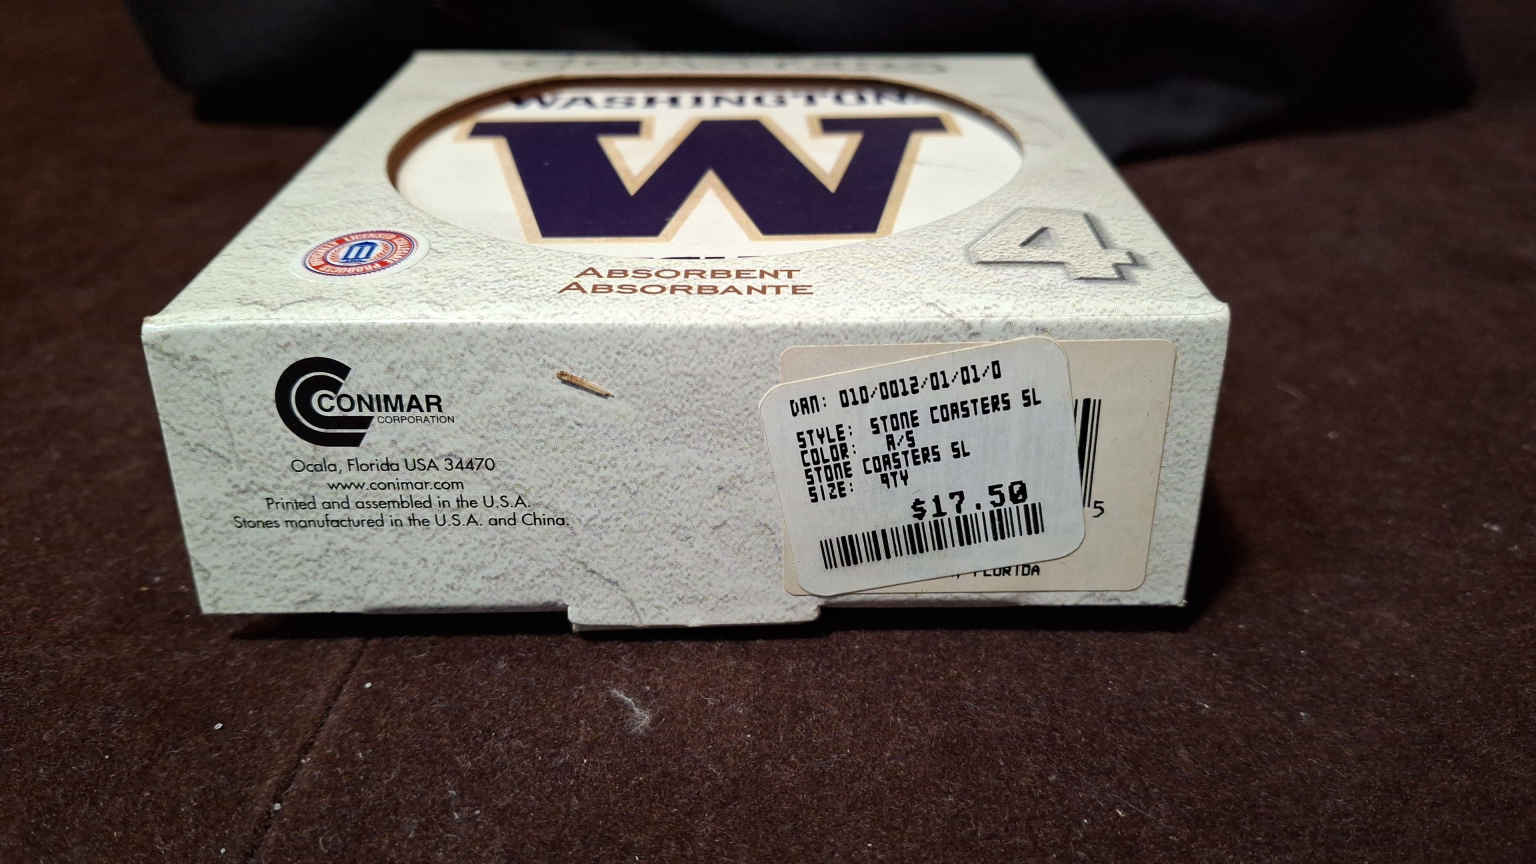 WASHINGTON
W
4
ABSORBENT
ABSORBANTE
CONIMAR
CORPORATION
Ocala, Florida USA 34470
www.conimar.com
Printed and assembled in the U.S.A.
Stones manufactured in the U.S.A. and China.
DAN: 010/0012/01/01/0
STYLE: STONE COASTERS SL
COLOR: A/S
STONE COASTERS SL
SIZE: QTY
$17.50
5
, FLORIDA